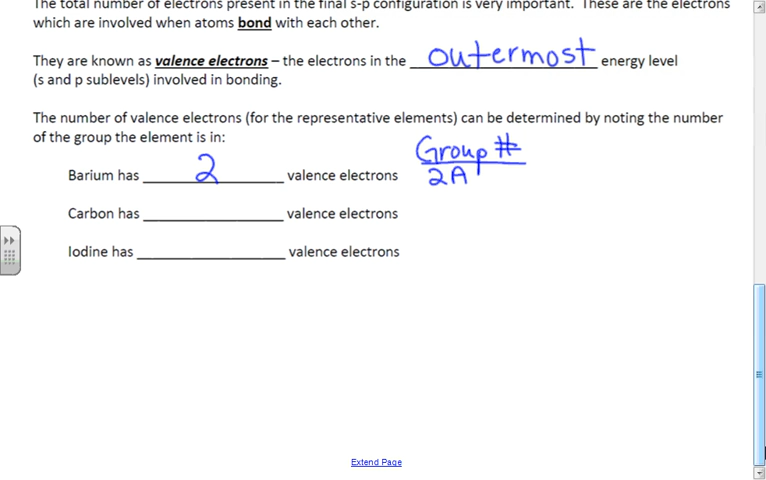 The total number of electrons present in the final s-p configuration is very important. These are the electrons
which are involved when atoms bond with each other.
They are known as valence electrons – the electrons in the outermost energy level
(s and p sublevels) involved in bonding.
The number of valence electrons (for the representative elements) can be determined by noting the number
of the group the element is in:
Group #
Barium has 2 valence electrons 2A
Carbon has ________________ valence electrons
Iodine has _________________ valence electrons
Extend Page